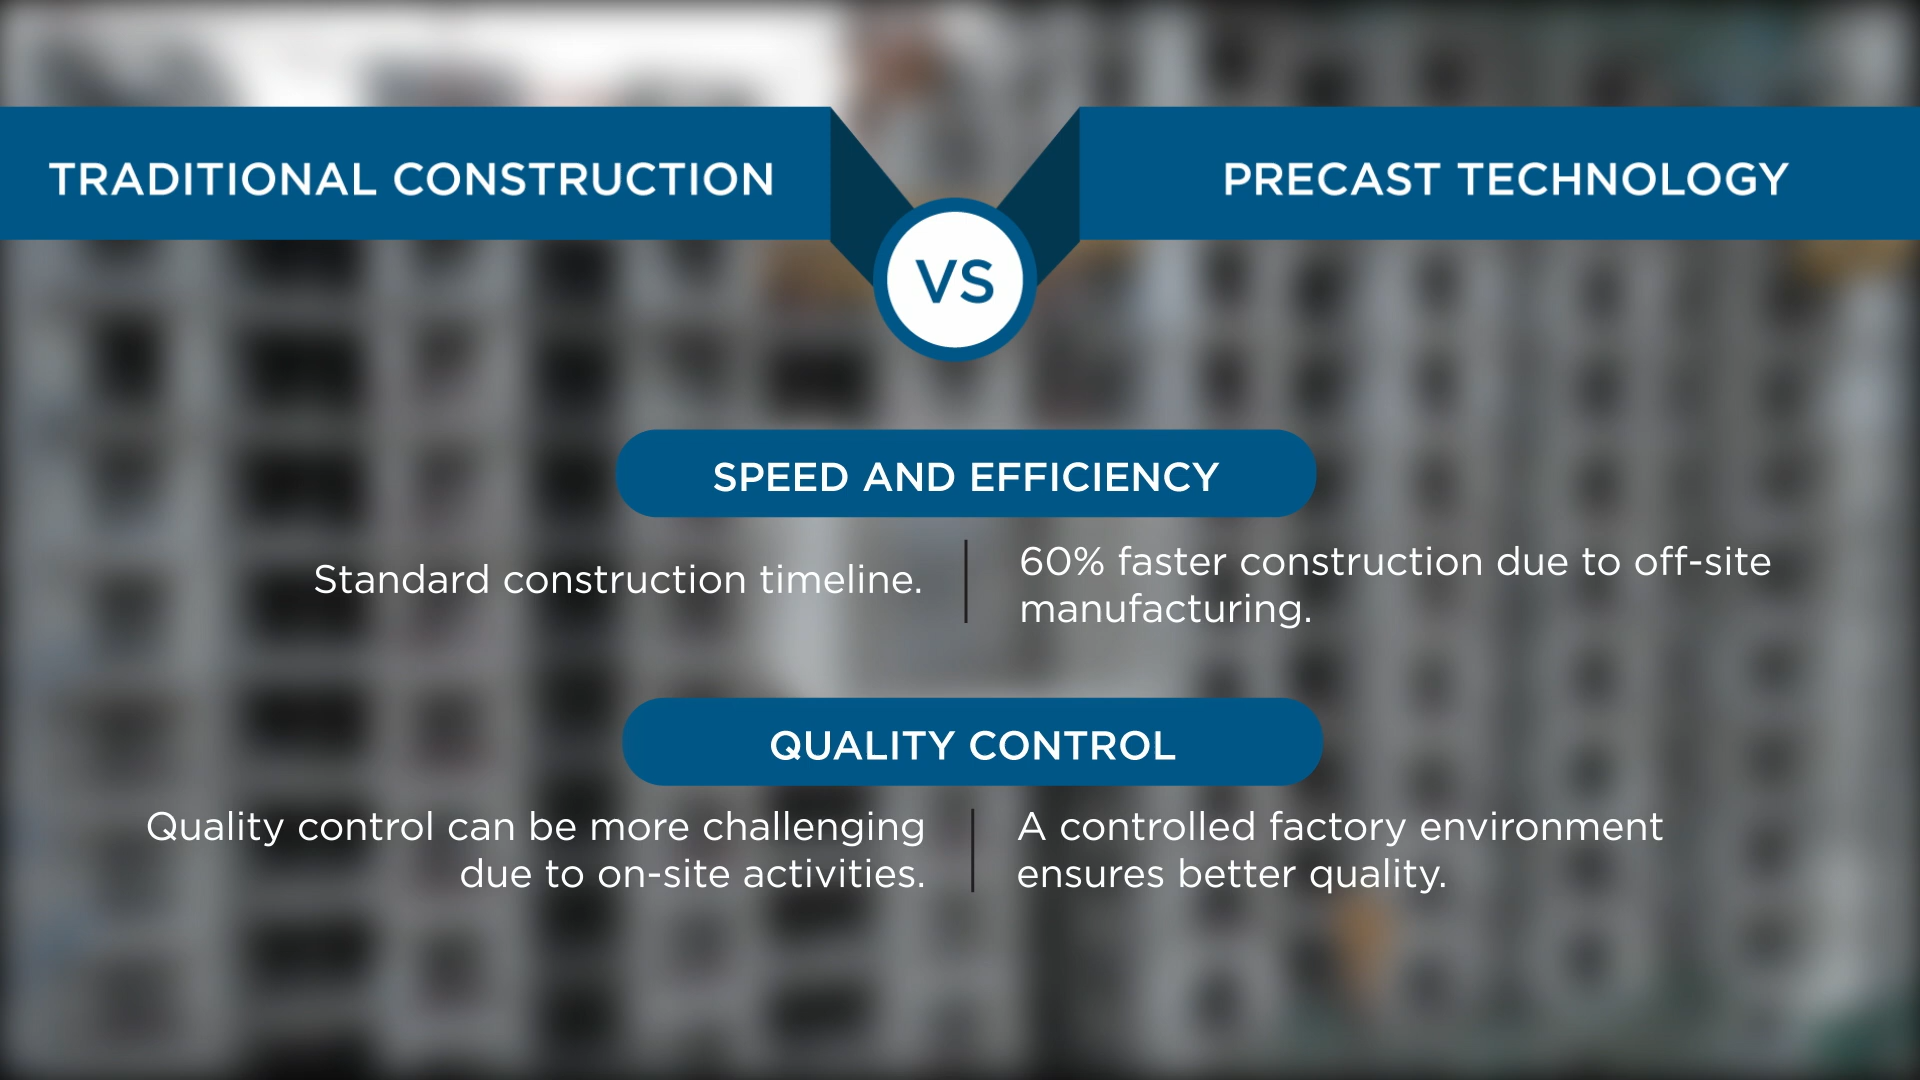 TRADITIONAL CONSTRUCTION
VS
PRECAST TECHNOLOGY
SPEED AND EFFICIENCY
Standard construction timeline.
60% faster construction due to off-site
manufacturing.
QUALITY CONTROL
Quality control can be more challenging
due to on-site activities.
A controlled factory environment
ensures better quality.